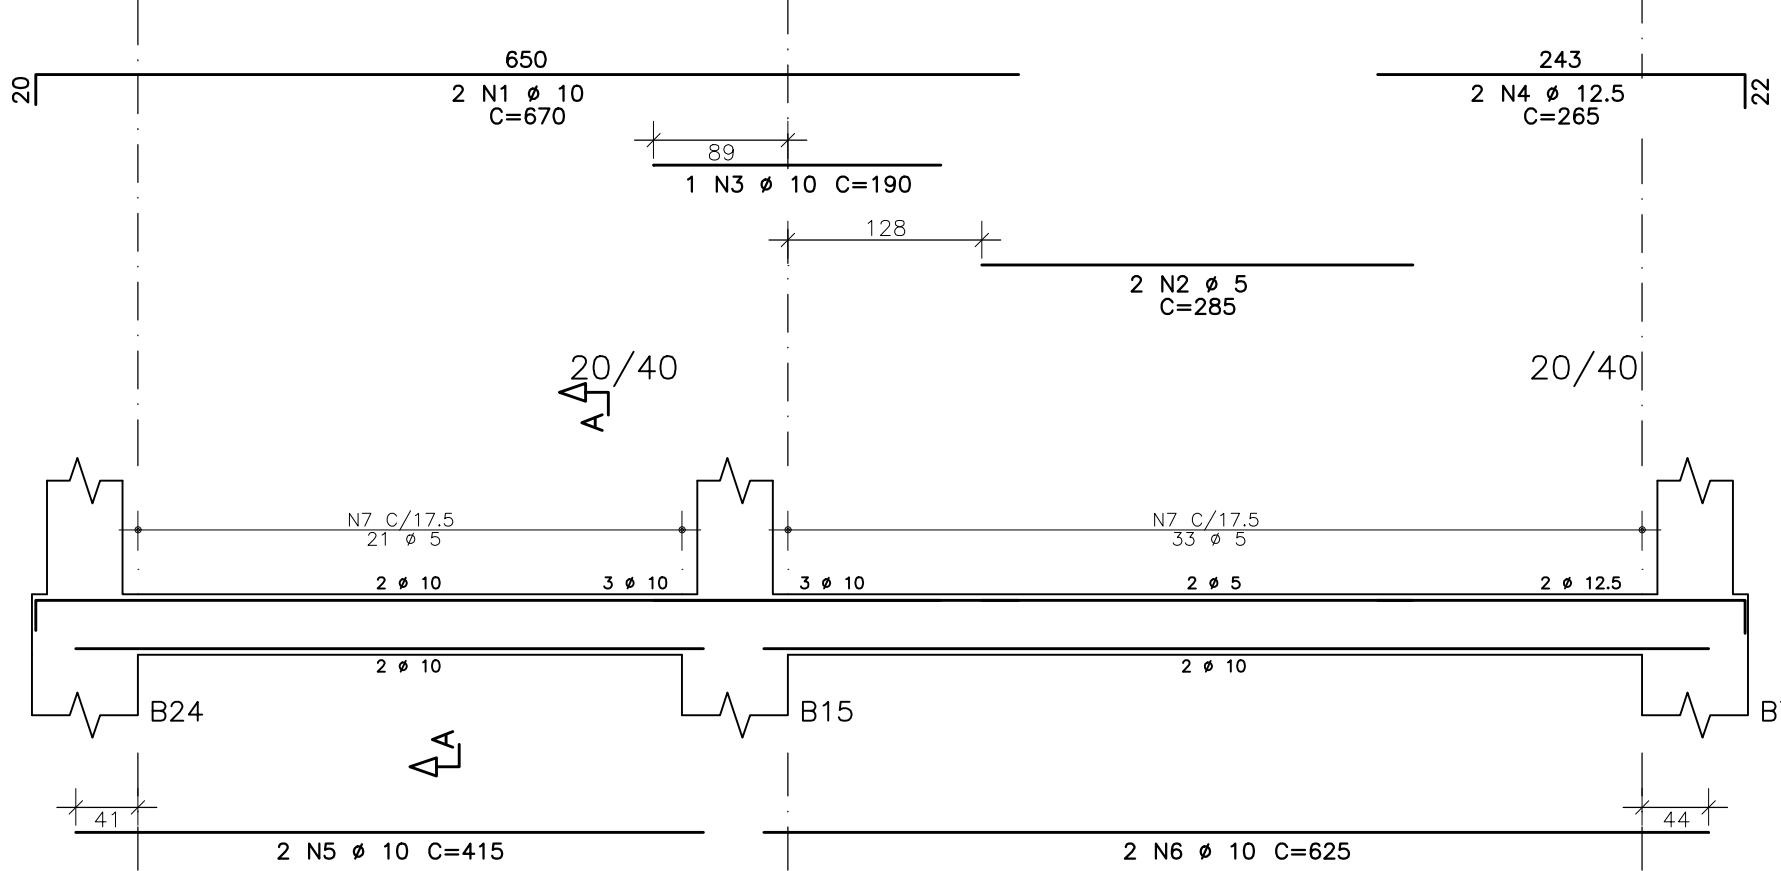 650
243
20
2 N1 ø 10
C=670
2 N4 ø 12.5
C=265
22
89
1 N3 ø 10 C=190
128
2 N2 ø 5
C=285
20/40
20/40
A
N7 C/17.5
21 ø 5
N7 C/17.5
33 ø 5
2 ø 10
3 ø 10
3 ø 10
2 ø 5
2 ø 12.5
2 ø 10
2 ø 10
B24
B15
A
41
44
2 N5 ø 10 C=415
2 N6 ø 10 C=625